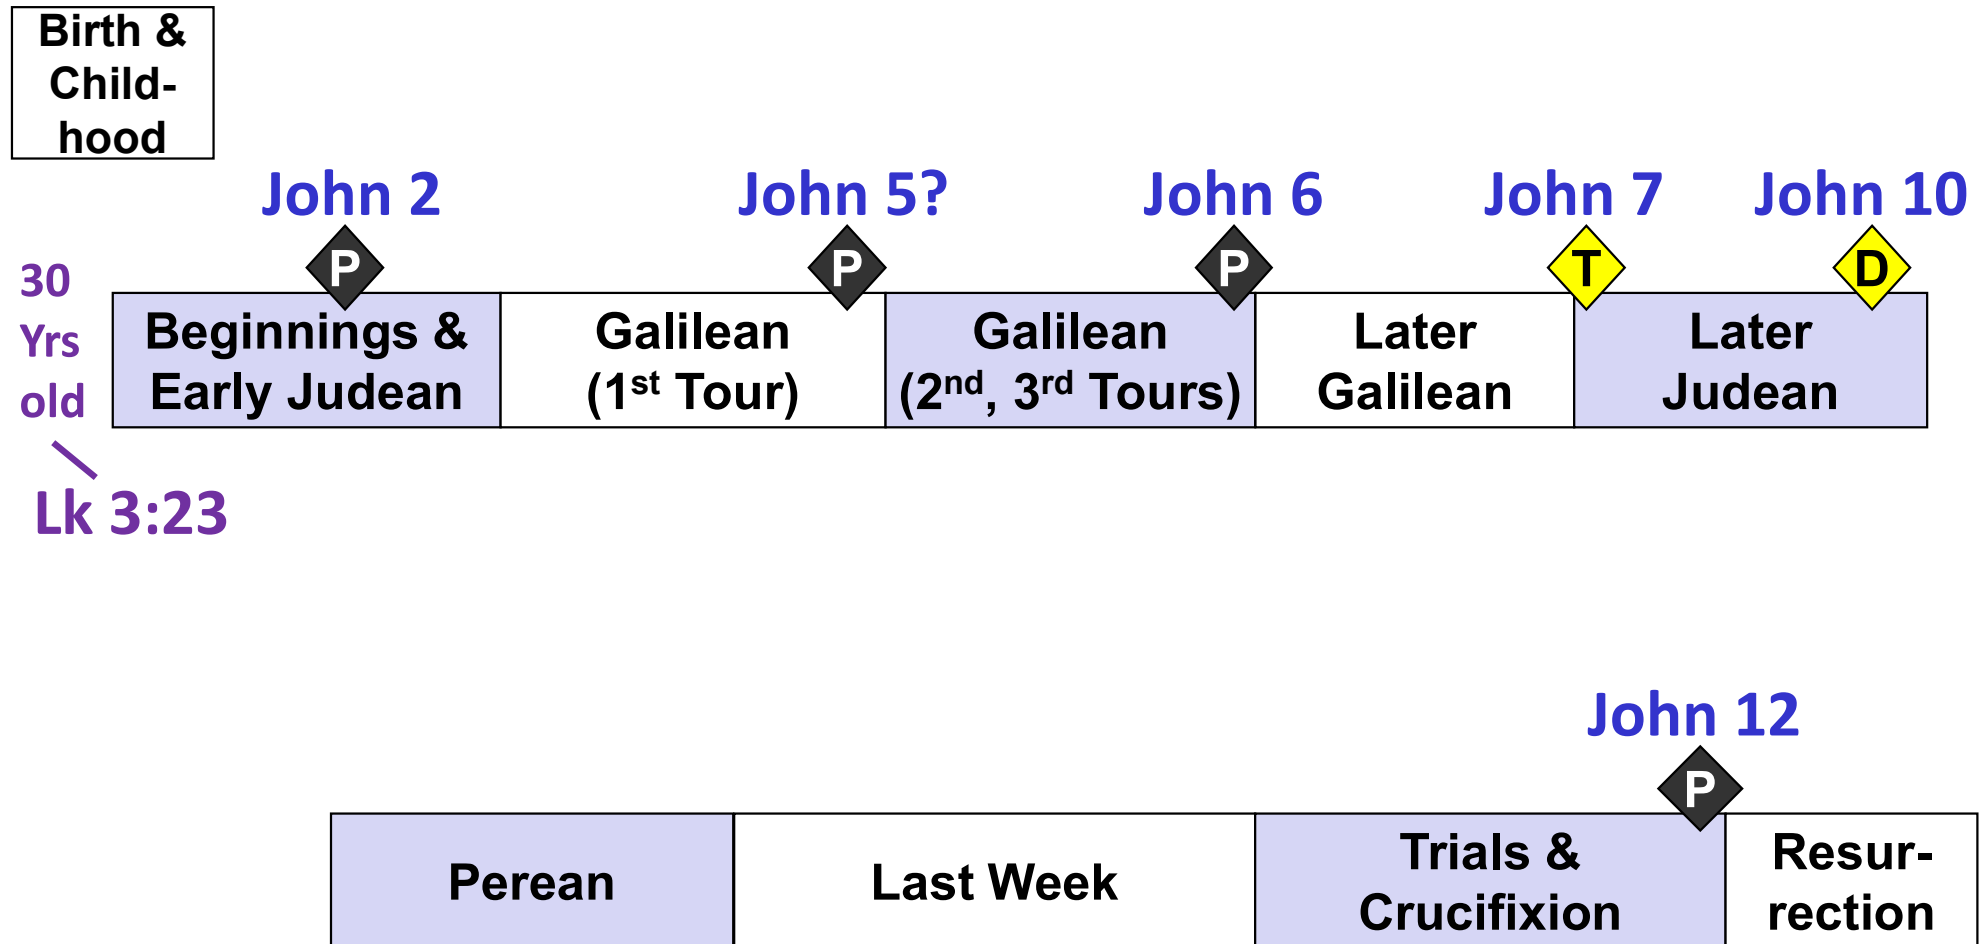 Birth &
Child-
hood
John 2
John 5?
John 6
John 7
John 10
P
P
P
T
D
30
Yrs
old
Beginnings &
Early Judean
Galilean
(1st Tour)
Galilean
(2nd, 3rd Tours)
Later
Galilean
Later
Judean
Lk 3:23
John 12
P
Perean
Last Week
Trials &
Crucifixion
Resur-
rection